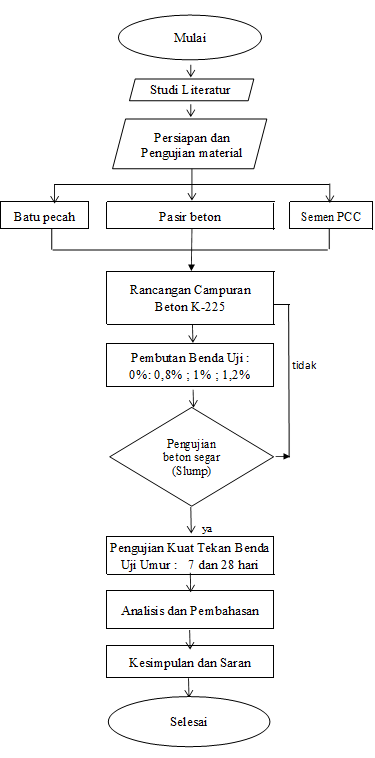 Mulai
Studi Literatur
Persiapan dan
Pengujian material
Batu pecah
Pasir beton
Semen PCC
Rancangan Campuran
Beton K-225
Pembutan Benda Uji :
0%: 0,8% ; 1% ; 1,2%
tidak
Pengujian
beton segar
(Slump)
ya
Pengujian Kuat Tekan Benda
Uji Umur : 7 dan 28 hari
Analisis dan Pembahasan
Kesimpulan dan Saran
Selesai